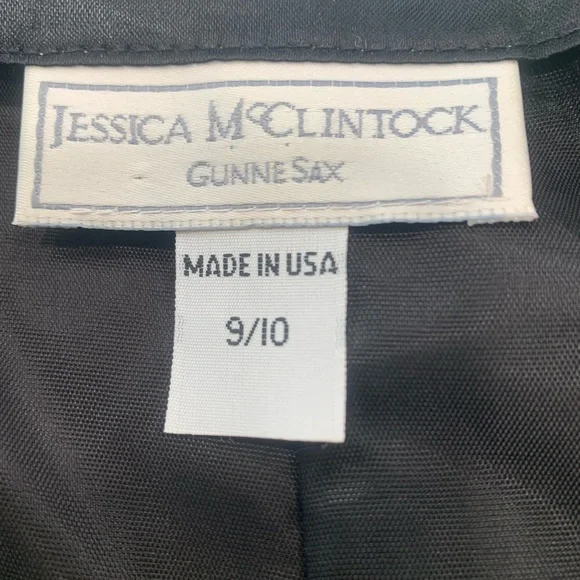 JESSICA McCLINTOCK
GUNNE SAX
MADE IN USA
9/10